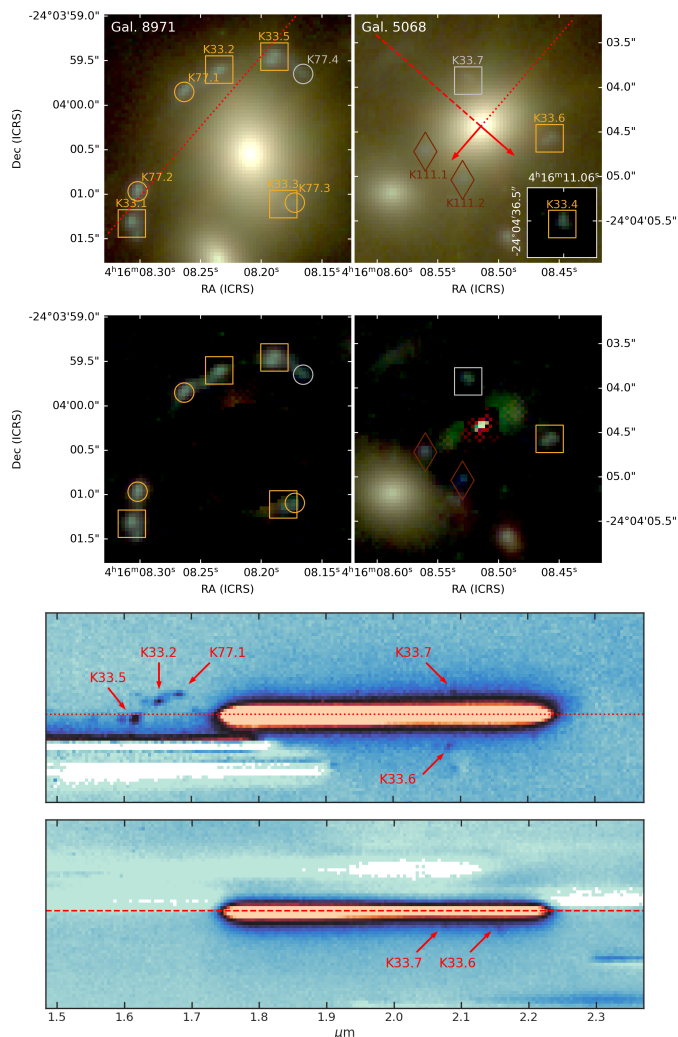 Gal. 8971
K33.2
K33.5
K77.4
K77.1
K77.2
K33.1
K33.3
K77.3
-24°03'59.0"
59.5"
04'00.0"
00.5"
01.0"
01.5"
Dec (ICRS)
4ʰ16ᵐ08.30ˢ 08.25ˢ 08.20ˢ 08.15ˢ
RA (ICRS)
Gal. 5068
K33.7
K33.6
K111.1
K111.2
4ʰ16ᵐ11.06ˢ
-24°04'36.5"
K33.4
03.5"
04.0"
04.5"
05.0"
-24°04'05.5"
4ʰ16ᵐ08.60ˢ 08.55ˢ 08.50ˢ 08.45ˢ
RA (ICRS)
-24°03'59.0"
59.5"
04'00.0"
00.5"
01.0"
01.5"
Dec (ICRS)
4ʰ16ᵐ08.30ˢ 08.25ˢ 08.20ˢ 08.15ˢ
RA (ICRS)
03.5"
04.0"
04.5"
05.0"
-24°04'05.5"
4ʰ16ᵐ08.60ˢ 08.55ˢ 08.50ˢ 08.45ˢ
RA (ICRS)
K33.5
K33.2
K77.1
K33.7
K33.6
K33.7
K33.6
1.5 1.6 1.7 1.8 1.9 2.0 2.1 2.2 2.3
μm